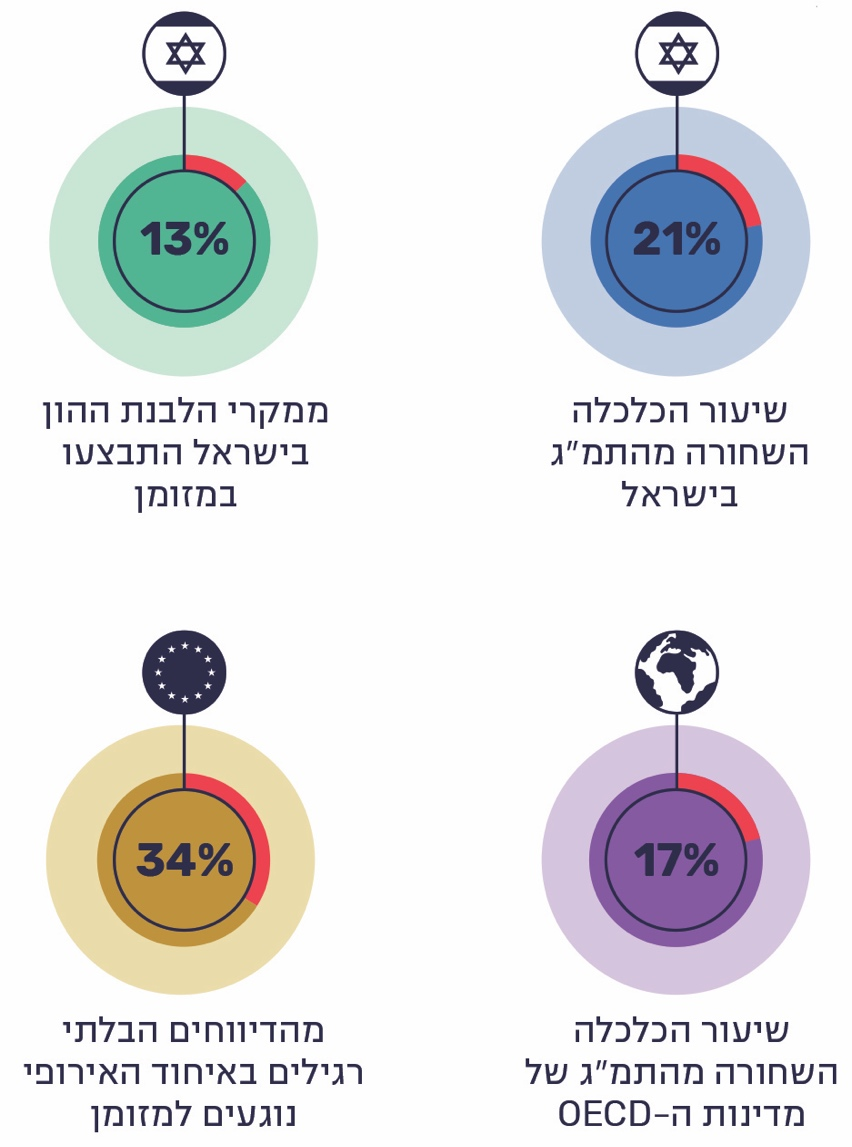 21%
שיעור הכלכלה
השחורה מהתמ"ג
בישראל
13%
ממקרי הלבנת ההון
בישראל התבצעו
במזומן
17%
שיעור הכלכלה
השחורה מהתמ"ג של
מדינות ה-OECD
34%
מהדיווחים הבלתי
רגילים באיחוד האירופי
נוגעים למזומן